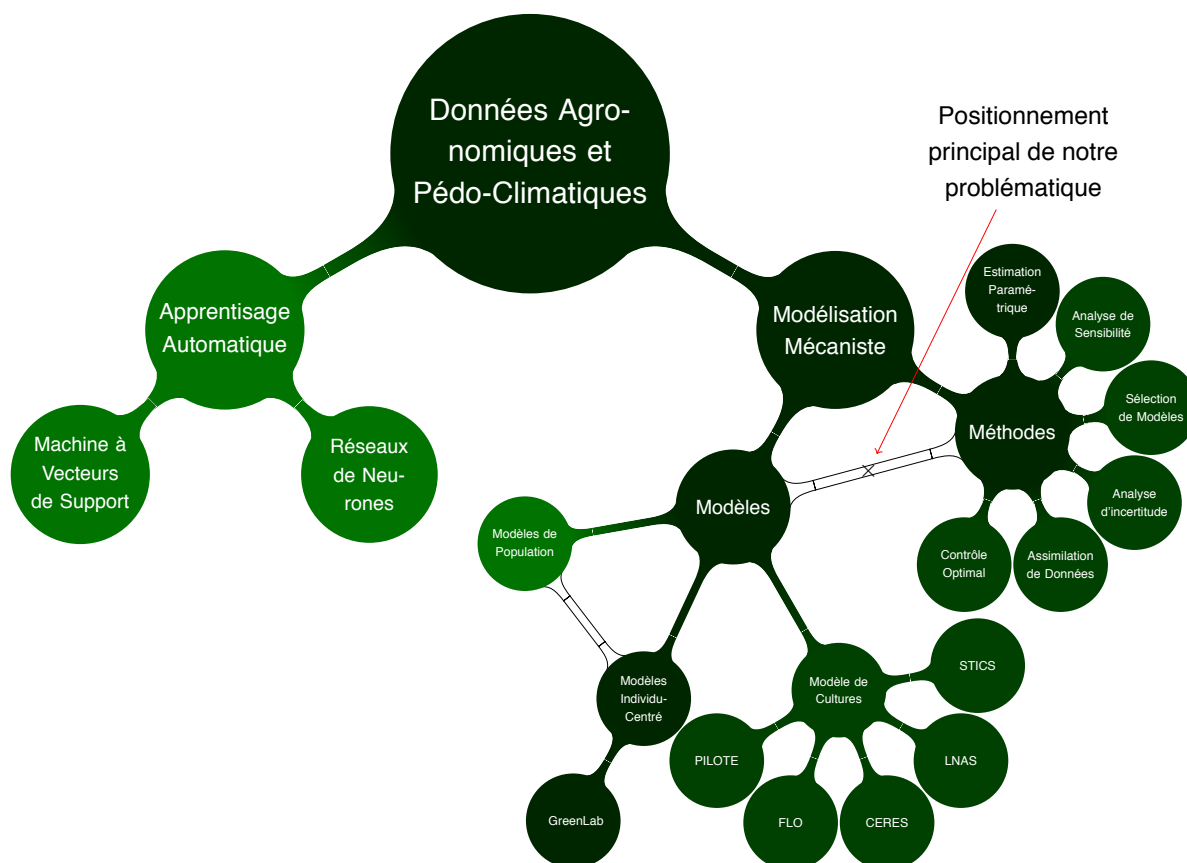 Données Agro-
nomiques et
Pédo-Climatiques
Positionnement
principal de notre
problématique
Apprentisage
Automatique
Modélisation
Mécaniste
Estimation
Paramé-
trique
Analyse de
Sensibilité
Sélection
de Modèles
Méthodes
Machine à
Vecteurs
de Support
Réseaux
de Neu-
rones
Modèles
X
Analyse
d'incertitude
Modèles de
Population
Contrôle
Optimal
Assimilation
de Données
Modèles
Individu-
Centré
Modèle de
Cultures
STICS
PILOTE
LNAS
GreenLab
FLO
CERES